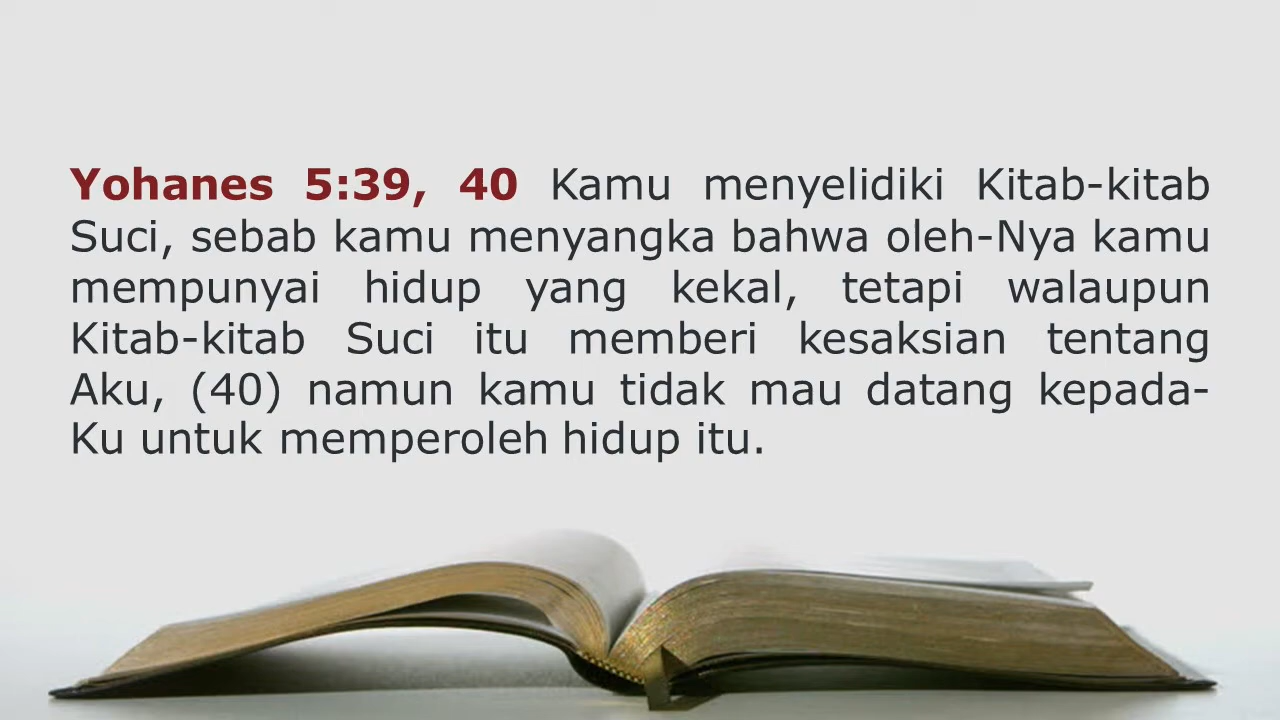 Yohanes 5:39, 40 Kamu menyelidiki Kitab-kitab
Suci, sebab kamu menyangka bahwa oleh-Nya kamu
mempunyai hidup yang kekal, tetapi walaupun
Kitab-kitab Suci itu memberi kesaksian tentang
Aku, (40) namun kamu tidak mau datang kepada-
Ku untuk memperoleh hidup itu.